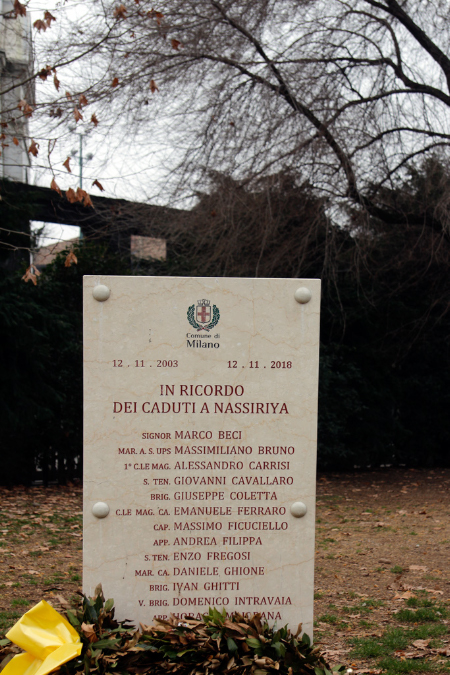 Comune di
Milano
12 . 11 . 2003 12 . 11 . 2018
IN RICORDO
DEI CADUTI A NASSIRIYA
SIGNOR MARCO BECI
MAR. A. S. UPS MASSIMILIANO BRUNO
1° C.LE MAG. ALESSANDRO CARRISI
S. TEN. GIOVANNI CAVALLARO
BRIG. GIUSEPPE COLETTA
C.LE MAG. CA. EMANUELE FERRARO
CAP. MASSIMO FICUCIELLO
APP. ANDREA FILIPPA
S. TEN. ENZO FREGOSI
MAR. CA. DANIELE GHIONE
BRIG. IVAN GHITTI
V. BRIG. DOMENICO INTRAVAIA
APP.